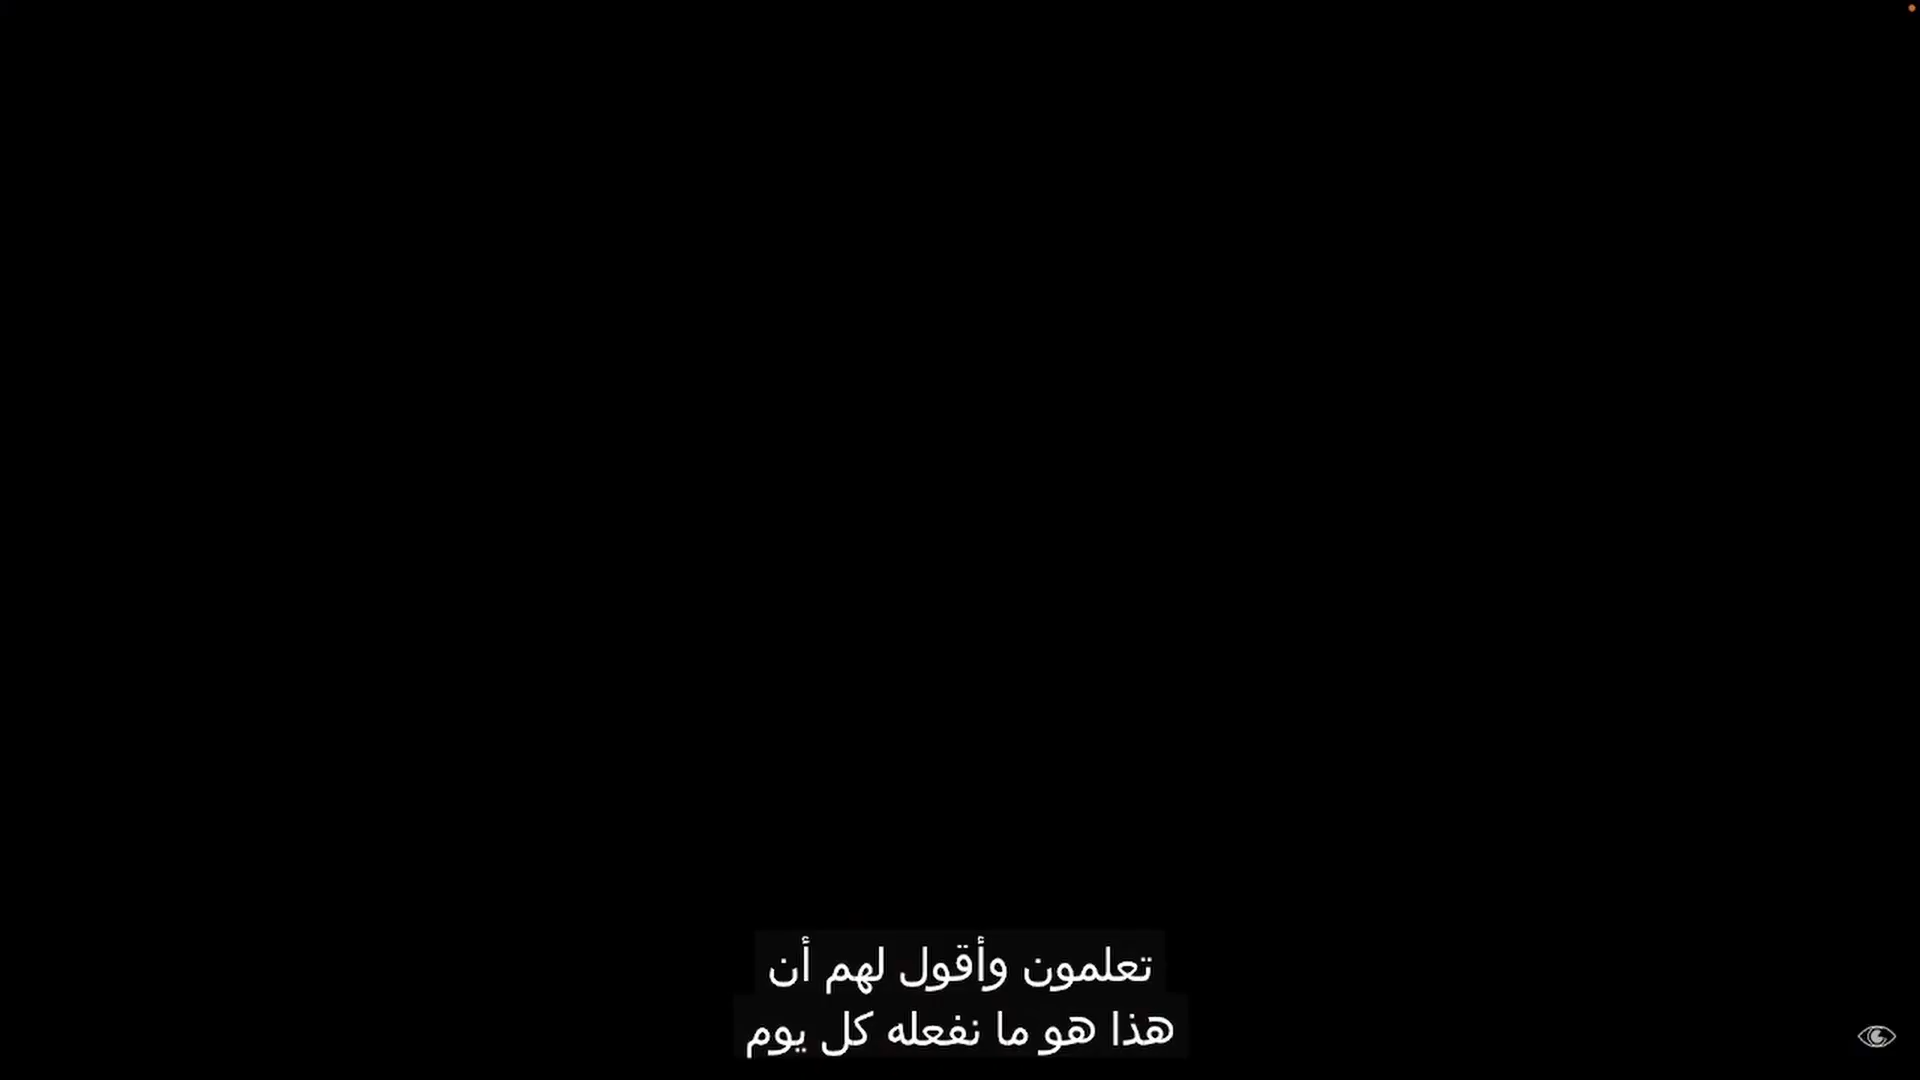 تعلمون وأقول لهم أن
هذا هو ما نفعله كل يوم